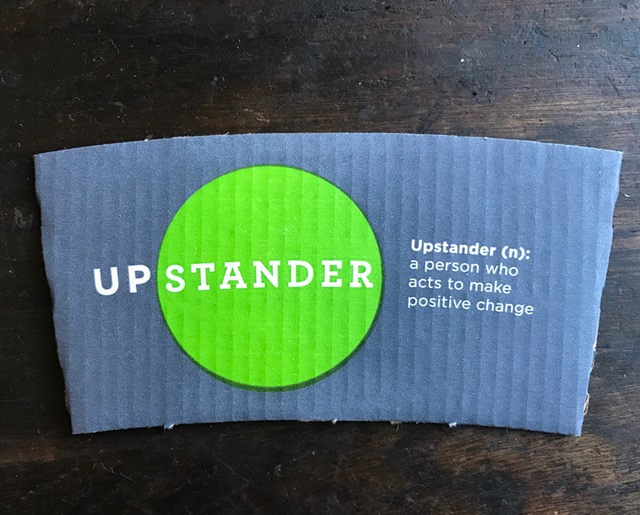 UPSTANDER
Upstander (n):
a person who
acts to make
positive change